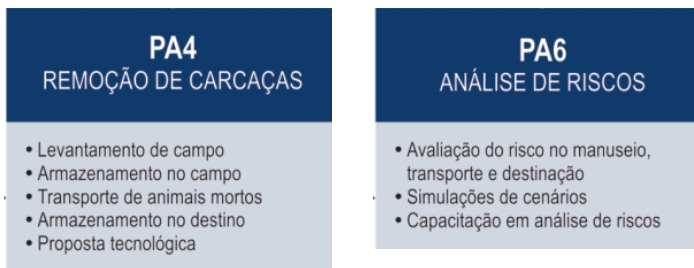 PA4
REMOÇÃO DE CARCAÇAS
• Levantamento de campo
• Armazenamento no campo
• Transporte de animais mortos
• Armazenamento no destino
• Proposta tecnológica
PA6
ANÁLISE DE RISCOS
• Avaliação do risco no manuseio,
transporte e destinação
• Simulações de cenários
• Capacitação em análise de riscos